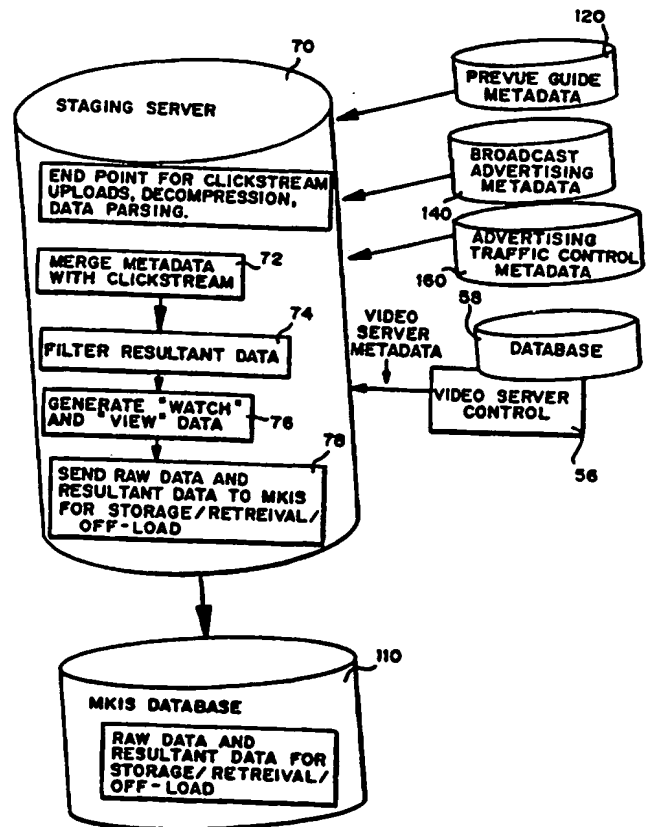 70
STAGING SERVER
END POINT FOR CLICKSTREAM
UPLOADS, DECOMPRESSION,
DATA PARSING.
72
MERGE METADATA
WITH CLICKSTREAM
74
FILTER RESULTANT DATA
GENERATE "WATCH"
AND "VIEW" DATA
76
78
SEND RAW DATA AND
RESULTANT DATA TO MKIS
FOR STORAGE/RETREIVAL/
OFF-LOAD
120
PREVUE GUIDE
METADATA
BROADCAST
ADVERTISING
METADATA
140
ADVERTISING
TRAFFIC CONTROL
METADATA
160
58
DATABASE
VIDEO
SERVER
METADATA
VIDEO SERVER
CONTROL
56
110
MKIS DATABASE
RAW DATA AND
RESULTANT DATA FOR
STORAGE/RETREIVAL/
OFF-LOAD